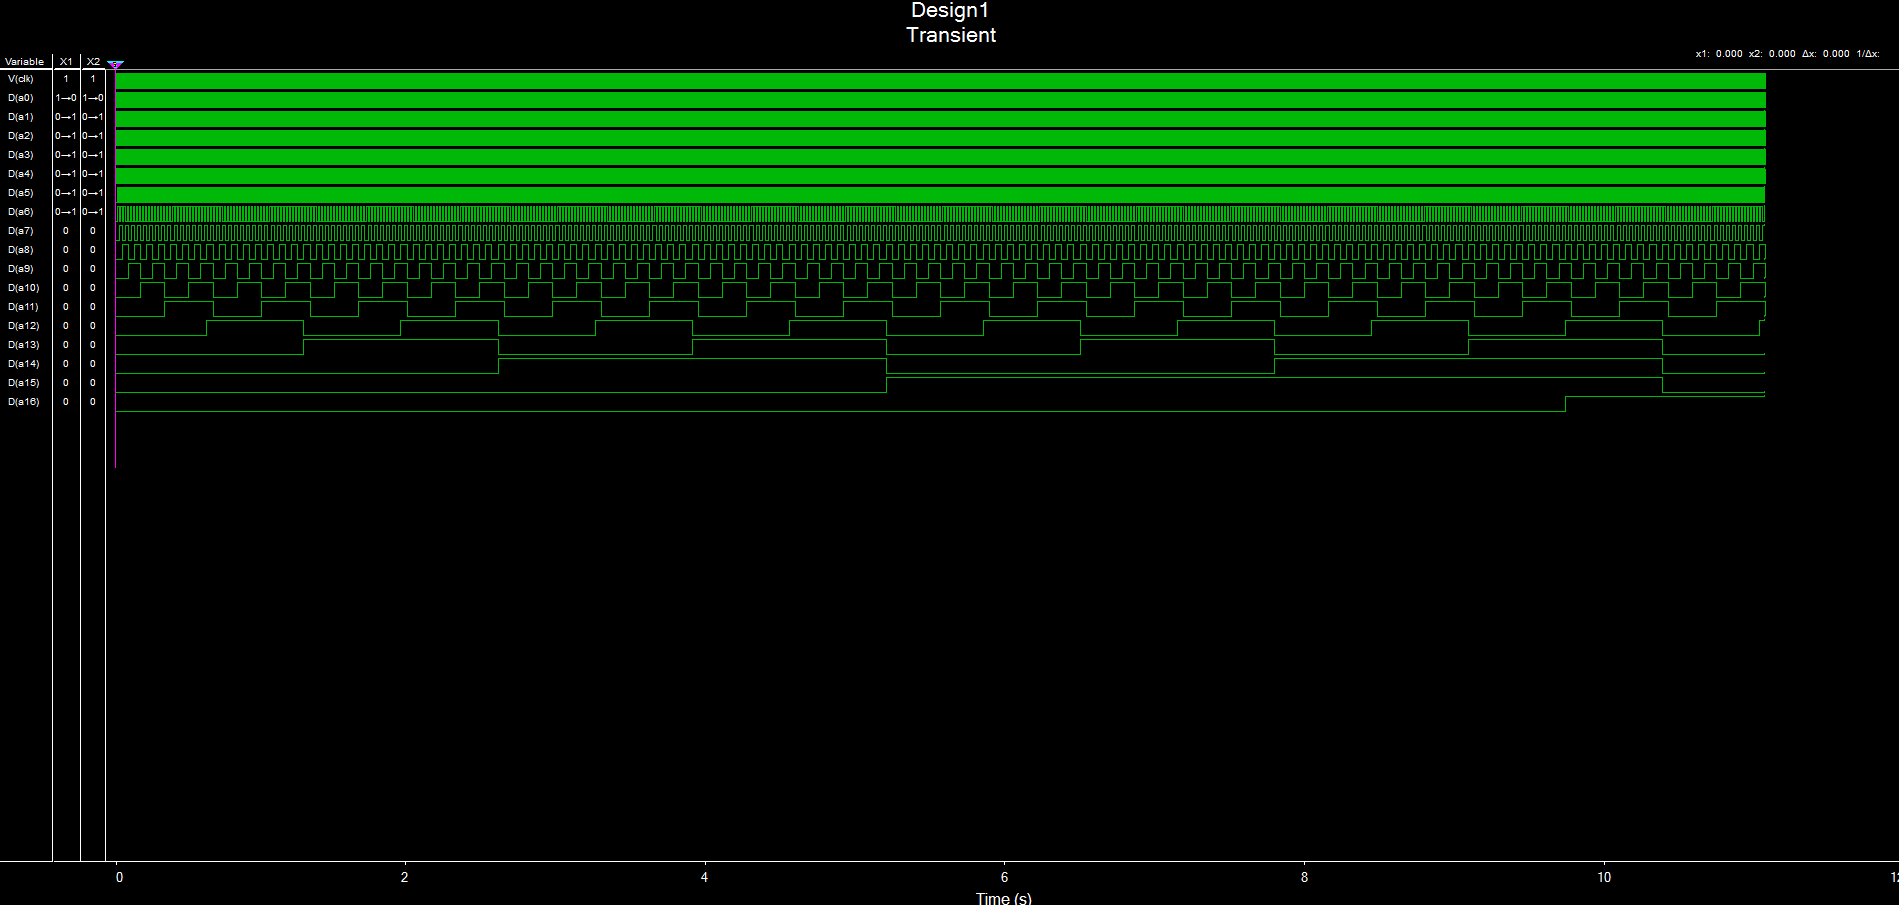 Design1
Transient
x1: 0.000 x2: 0.000 Δx: 0.000 1/Δx:
Variable X1 X2
V(clk) 1 1
D(a0) 1→0 1→0
D(a1) 0→1 0→1
D(a2) 0→1 0→1
D(a3) 0→1 0→1
D(a4) 0→1 0→1
D(a5) 0→1 0→1
D(a6) 0→1 0→1
D(a7) 0 0
D(a8) 0 0
D(a9) 0 0
D(a10) 0 0
D(a11) 0 0
D(a12) 0 0
D(a13) 0 0
D(a14) 0 0
D(a15) 0 0
D(a16) 0 0
0 2 4 6 8 10
Time (s)